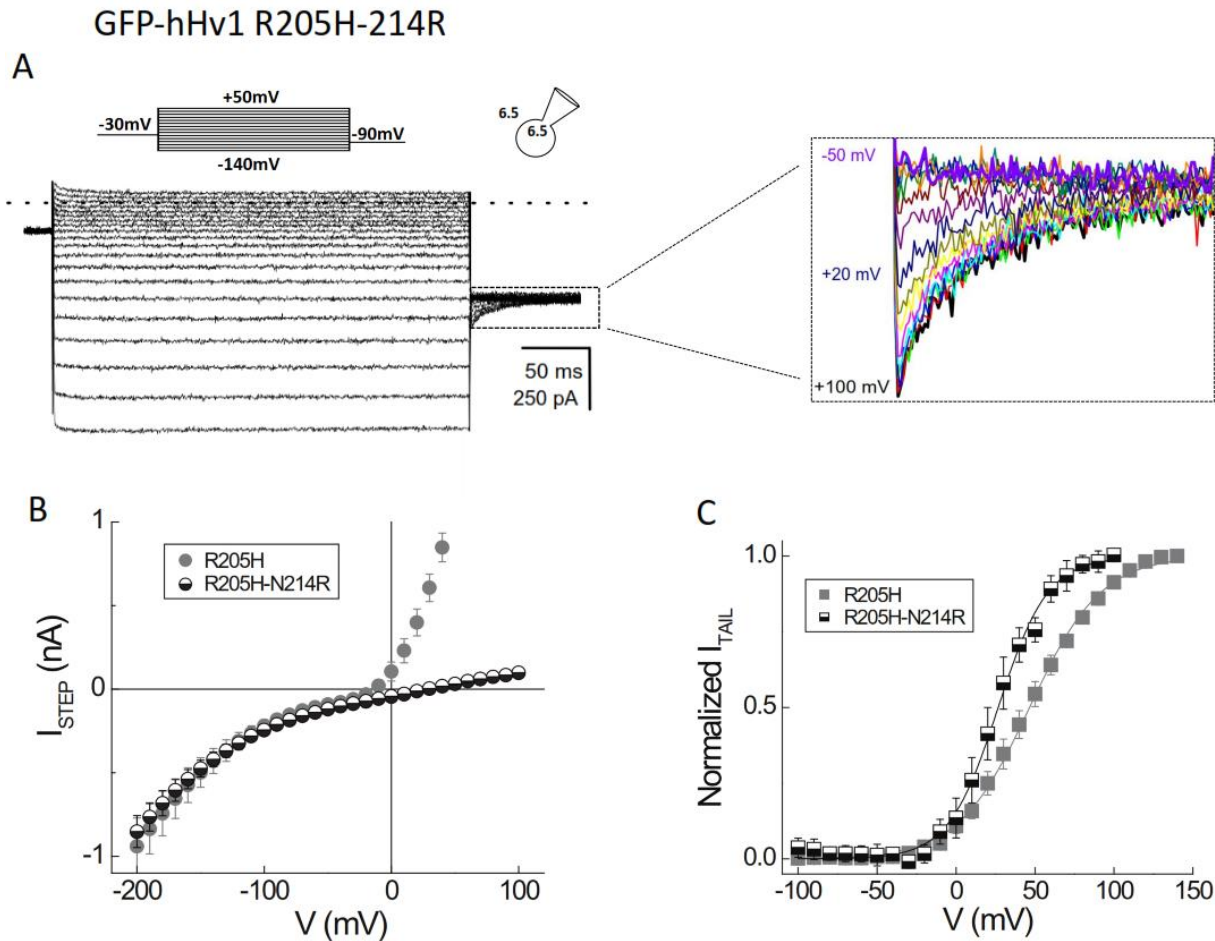 GFP-hHv1 R205H-214R
A
+50mV
-30mV
-90mV
-140mV
6.5
6.5
50 ms
250 pA
-50 mV
+20 mV
+100 mV
B
1
0
-1
I STEP (nA)
R205H
R205H-N214R
-200
-100
0
100
V (mV)
C
1.0
0.5
0.0
Normalized I TAIL
R205H
R205H-N214R
-100
-50
0
50
100
150
V (mV)